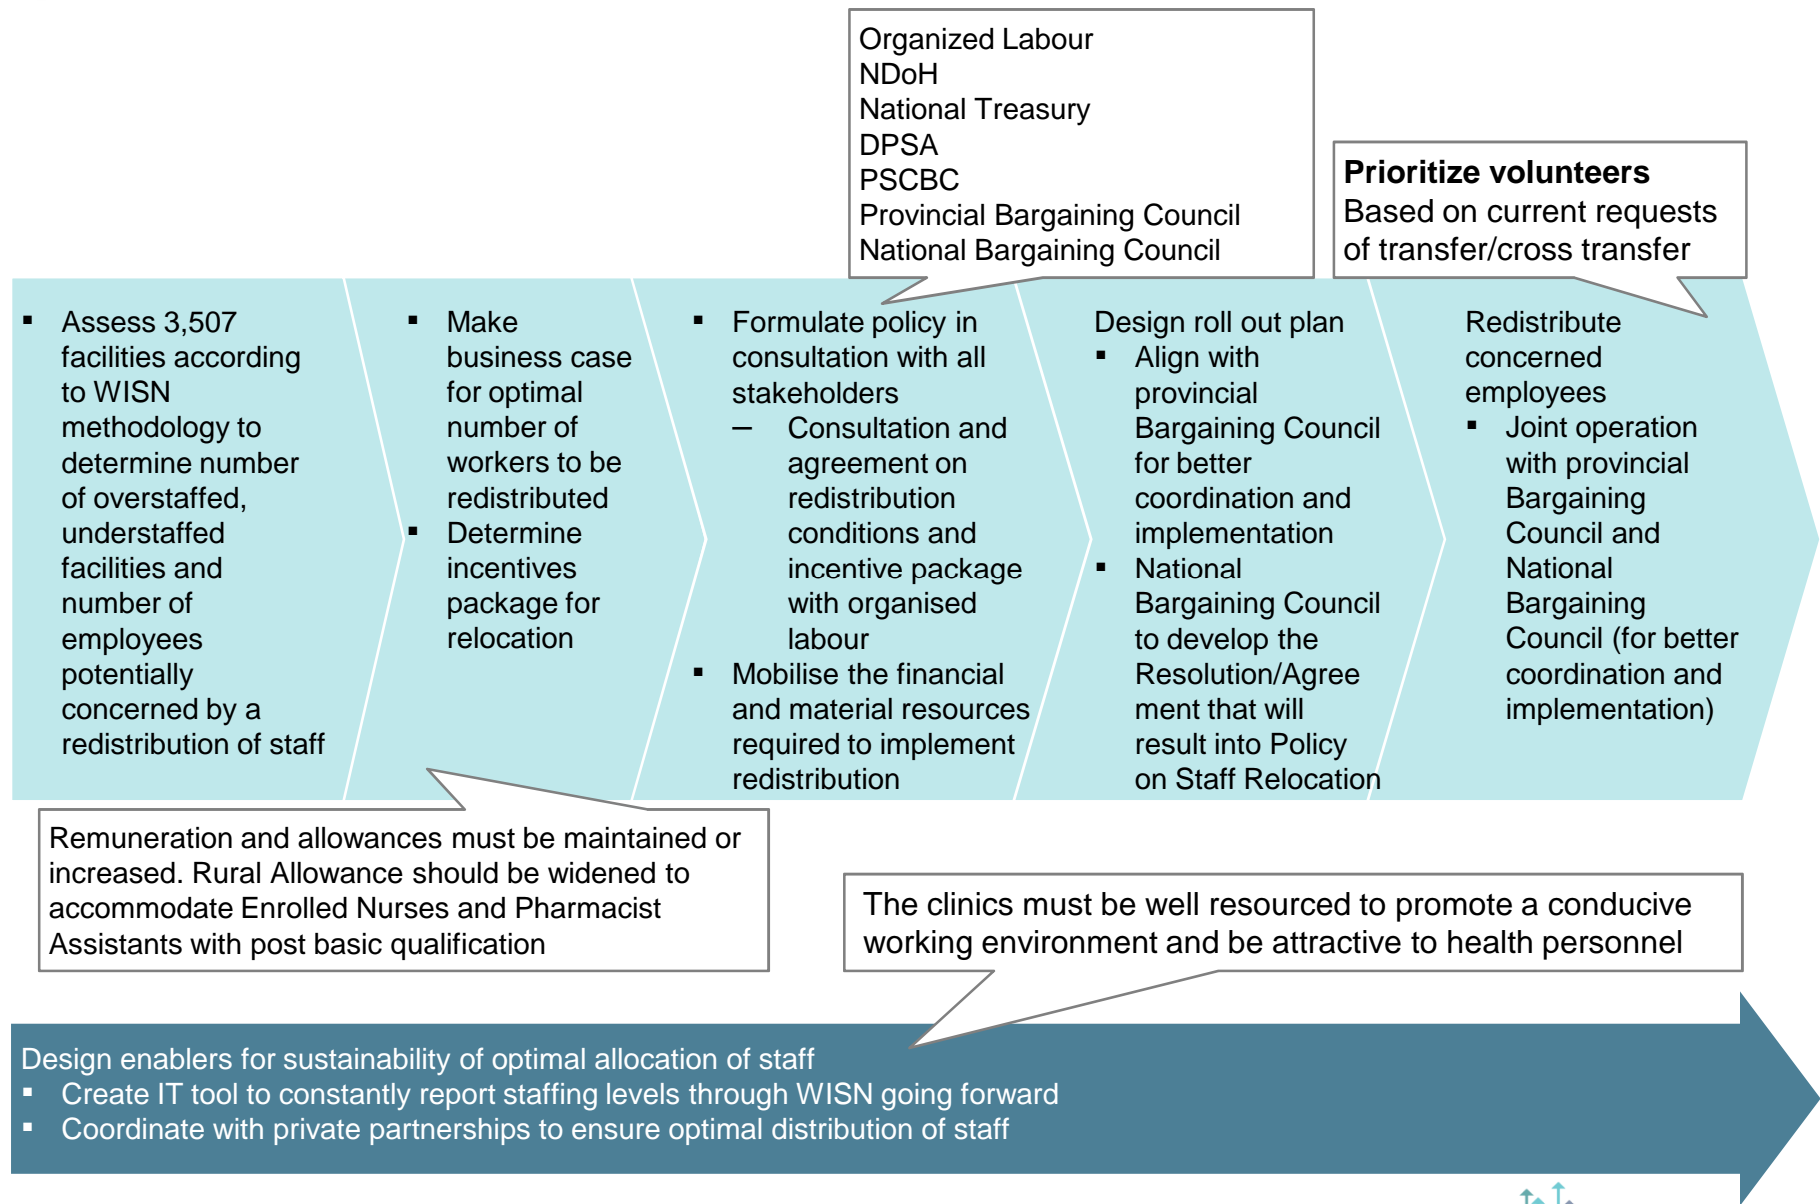 Organized Labour
NDoH
National Treasury
DPSA
PSCBC
Provincial Bargaining Council
National Bargaining Council
Prioritize volunteers
Based on current requests
of transfer/cross transfer
▪ Assess 3,507
facilities according
to WISN
methodology to
determine number
of overstaffed,
understaffed
facilities and
number of
employees
potentially
concerned by a
redistribution of staff
▪ Make
business case
for optimal
number of
workers to be
redistributed
▪ Determine
incentives
package for
relocation
▪ Formulate policy in
consultation with all
stakeholders
– Consultation and
agreement on
redistribution
conditions and
incentive package
with organised
labour
▪ Mobilise the financial
and material resources
required to implement
redistribution
Design roll out plan
▪ Align with
provincial
Bargaining Council
for better
coordination and
implementation
▪ National
Bargaining Council
to develop the
Resolution/Agree
ment that will
result into Policy
on Staff Relocation
Redistribute
concerned
employees
▪ Joint operation
with provincial
Bargaining
Council and
National
Bargaining
Council (for better
coordination and
implementation)
Remuneration and allowances must be maintained or
increased. Rural Allowance should be widened to
accommodate Enrolled Nurses and Pharmacist
Assistants with post basic qualification
The clinics must be well resourced to promote a conducive
working environment and be attractive to health personnel
Design enablers for sustainability of optimal allocation of staff
▪ Create IT tool to constantly report staffing levels through WISN going forward
▪ Coordinate with private partnerships to ensure optimal distribution of staff